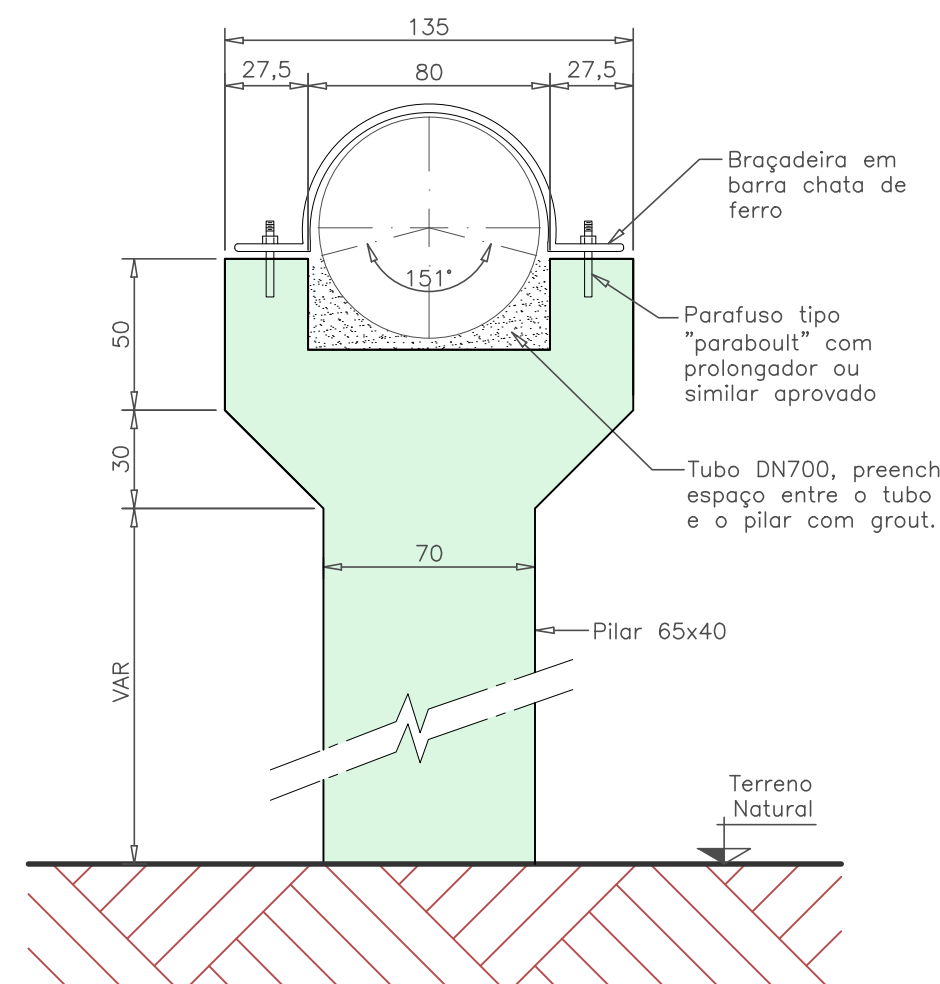 135
27,5
80
27,5
Braçadeira em
barra chata de
ferro
151°
Parafuso tipo
"paraboult" com
prolongador ou
similar aprovado
50
30
Tubo DN700, preench
espaço entre o tubo
e o pilar com grout.
70
Pilar 65x40
VAR
Terreno
Natural